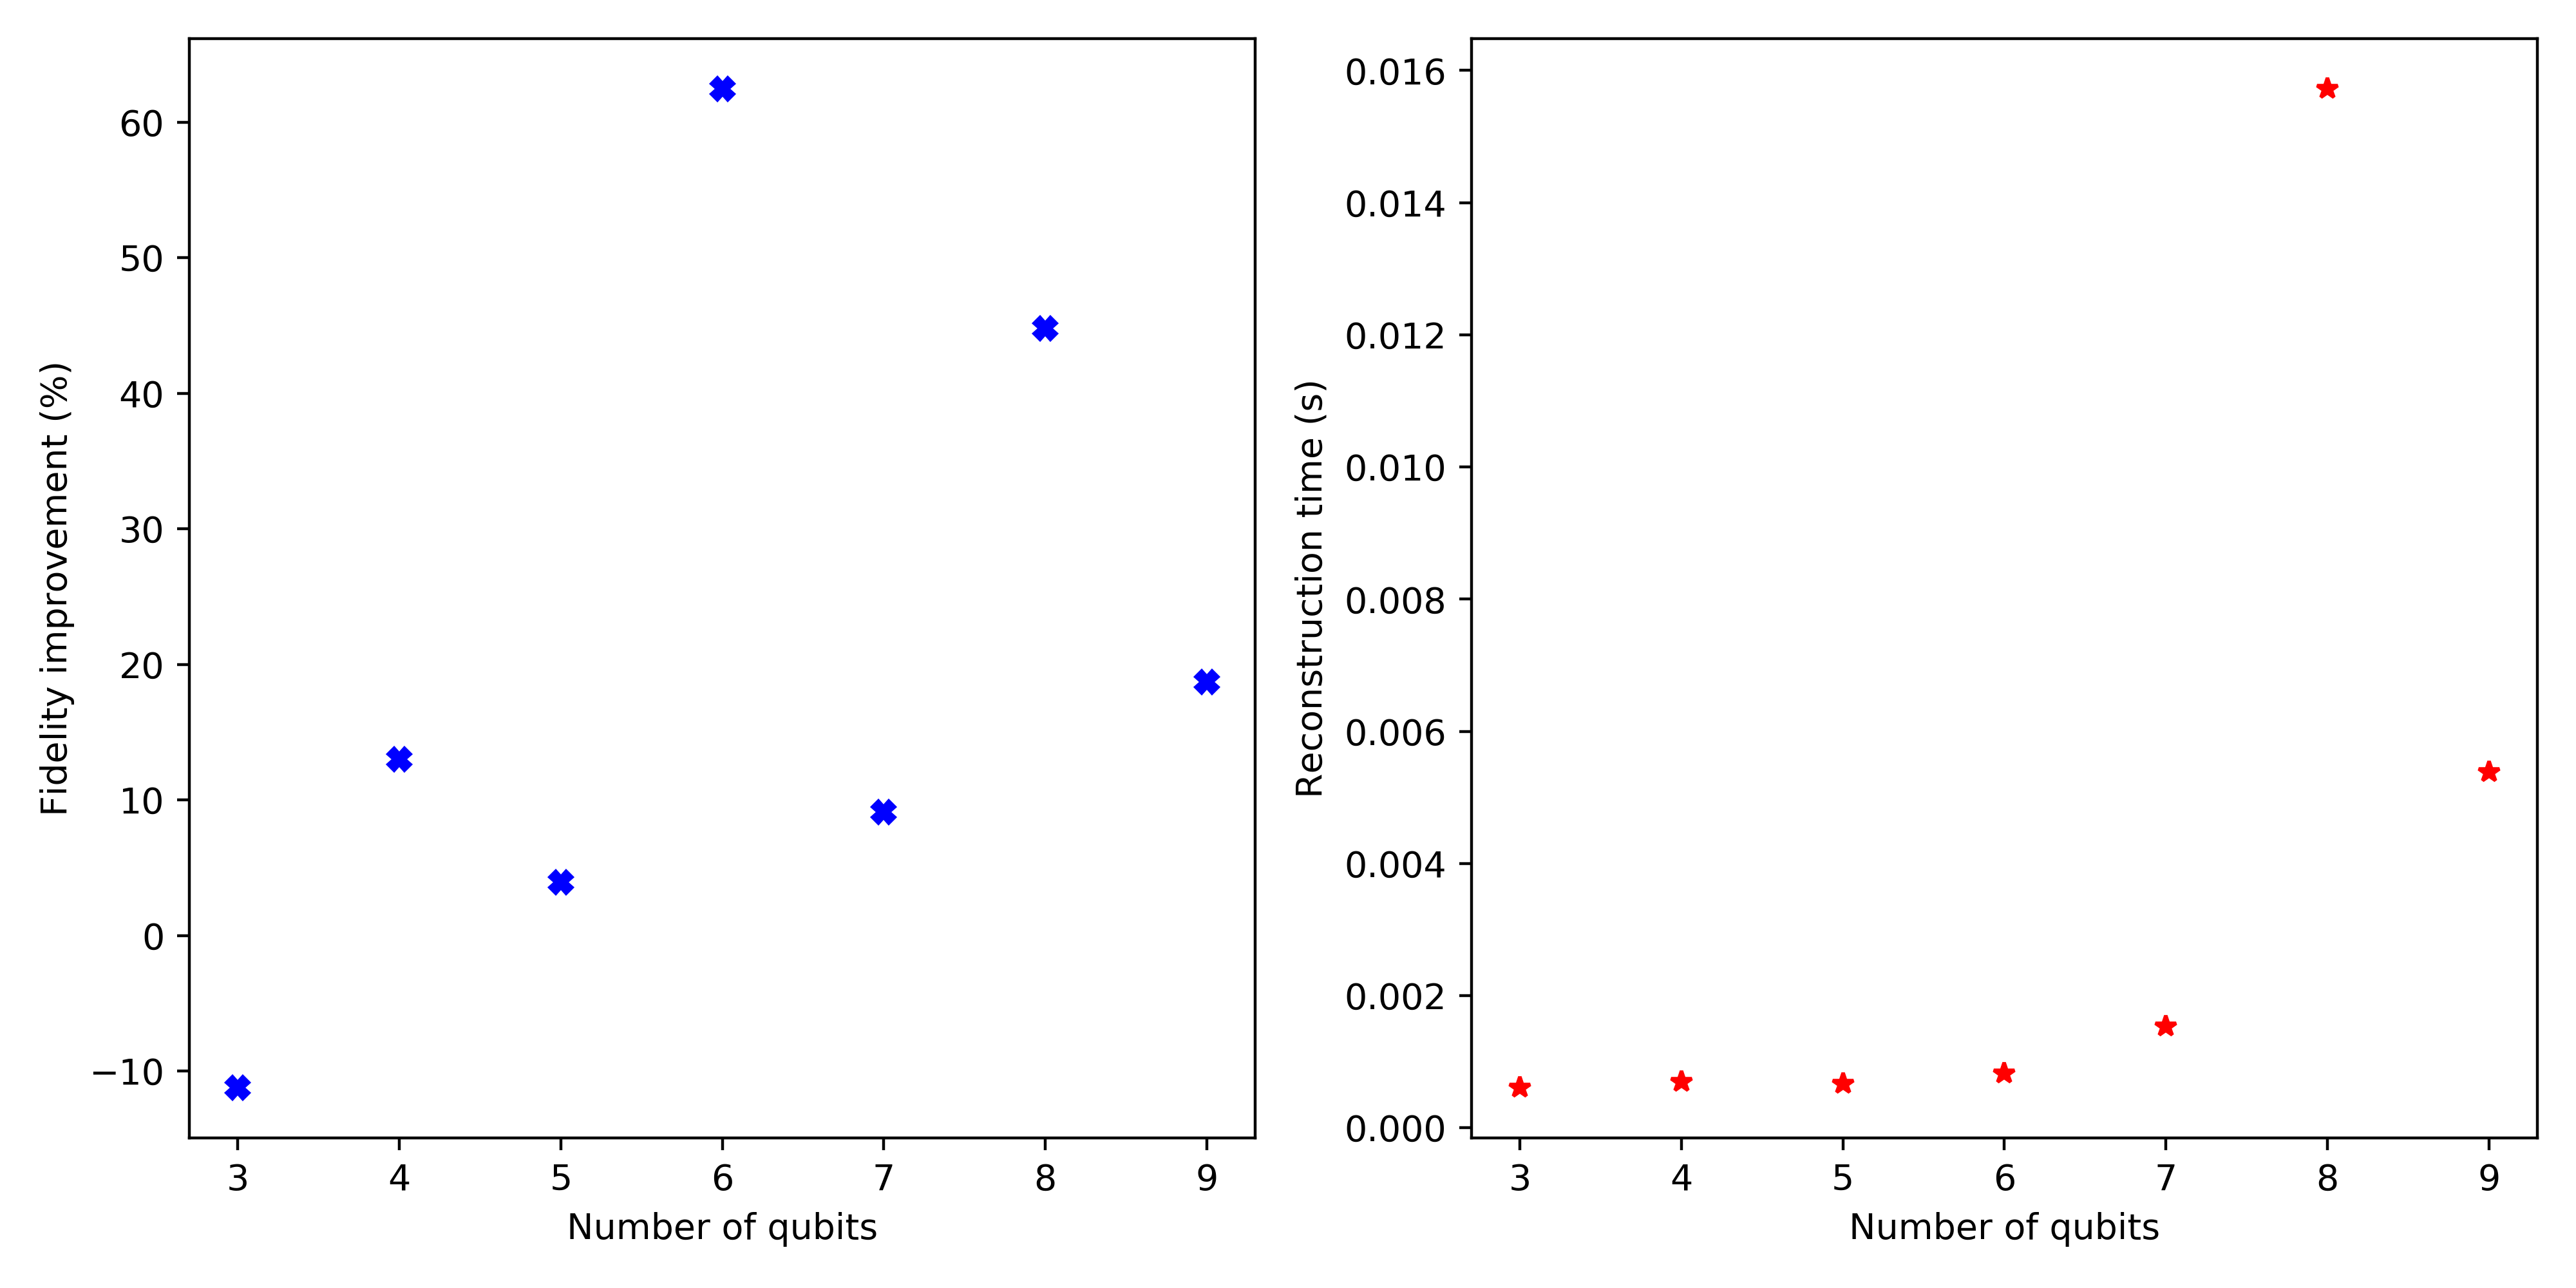 Fidelity improvement (%)
60
50
40
30
20
10
0
−10
3 4 5 6 7 8 9
Number of qubits
Reconstruction time (s)
0.016
0.014
0.012
0.010
0.008
0.006
0.004
0.002
0.000
3 4 5 6 7 8 9
Number of qubits